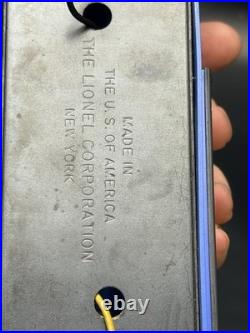 MADE IN
THE U.S. OF AMERICA
THE LIONEL CORPORATION
NEW YORK